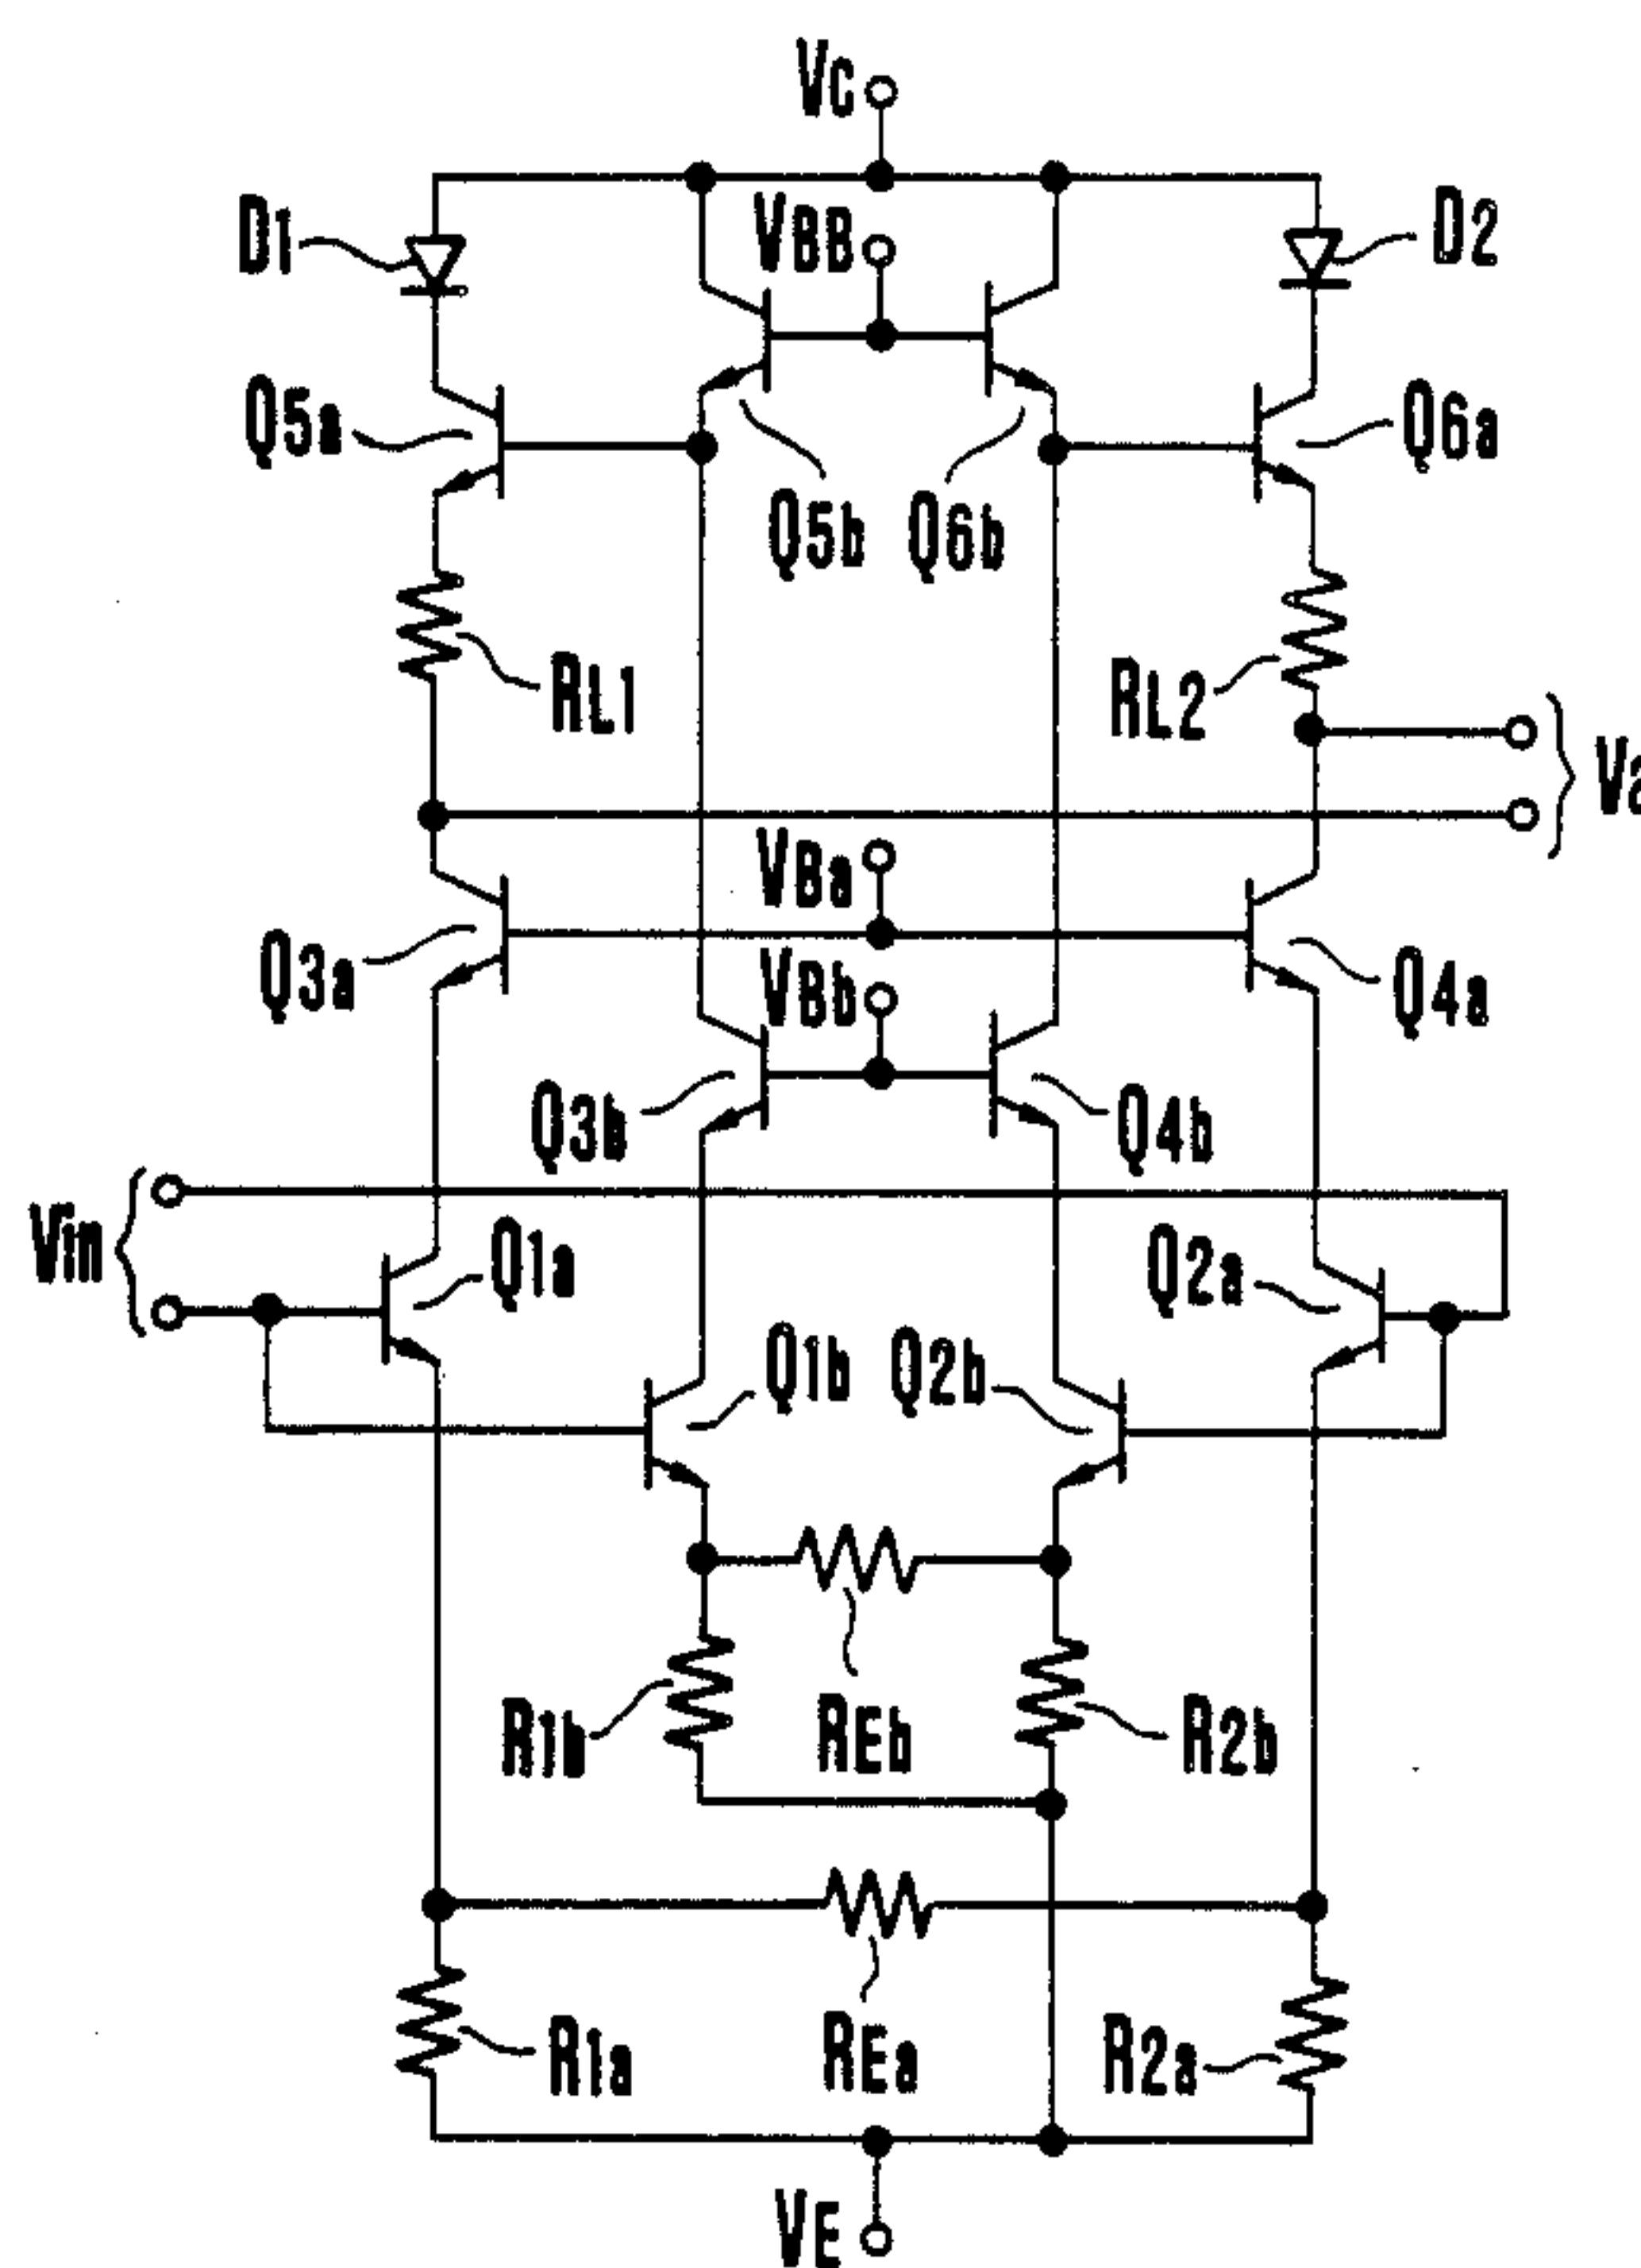 VC
D1
VBB
D2
Q5a
Q6a
Q5b
Q6b
RL1
RL2
Va
VBa
Q3a
VBb
Q4a
Q3b
Q4b
Vin
Q1a
Q2a
Q1b
Q2b
R1b
REb
R2b
R1a
REa
R2a
VE